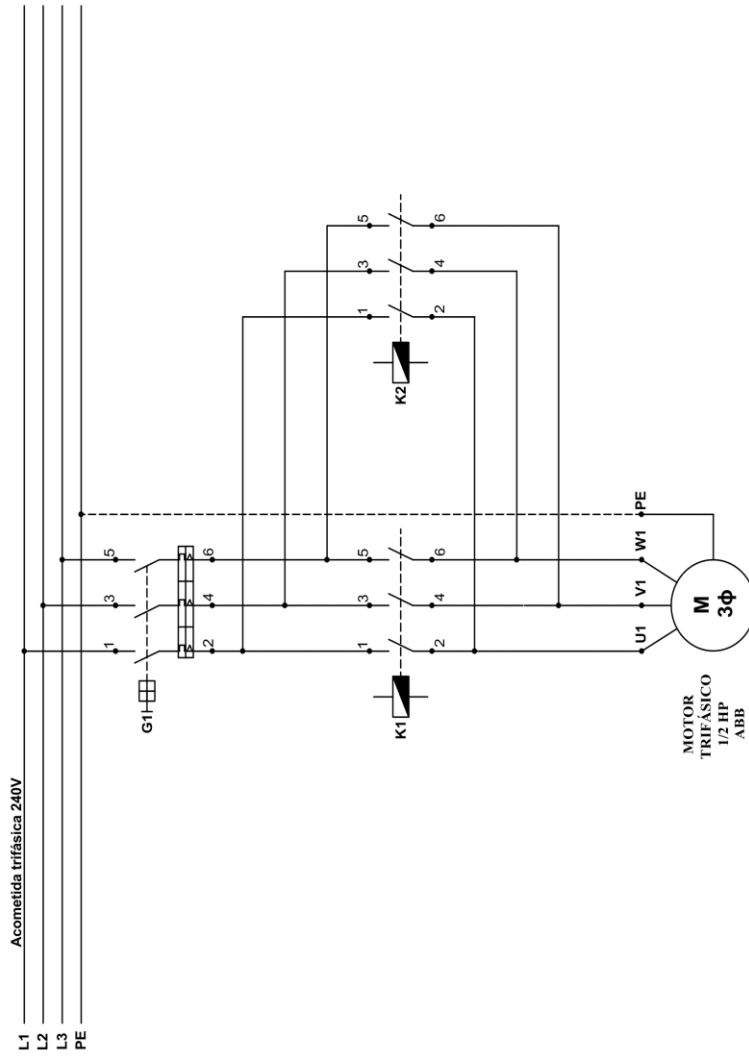 Acometida trifásica 240V
L1
L2
L3
PE
1 3 5
G1
2 4 6
1 3 5
K1
2 4 6
1 3 5
K2
2 4 6
U1 V1 W1 PE
M
3ϕ
MOTOR
TRIFÁSICO
1/2 HP
ABB